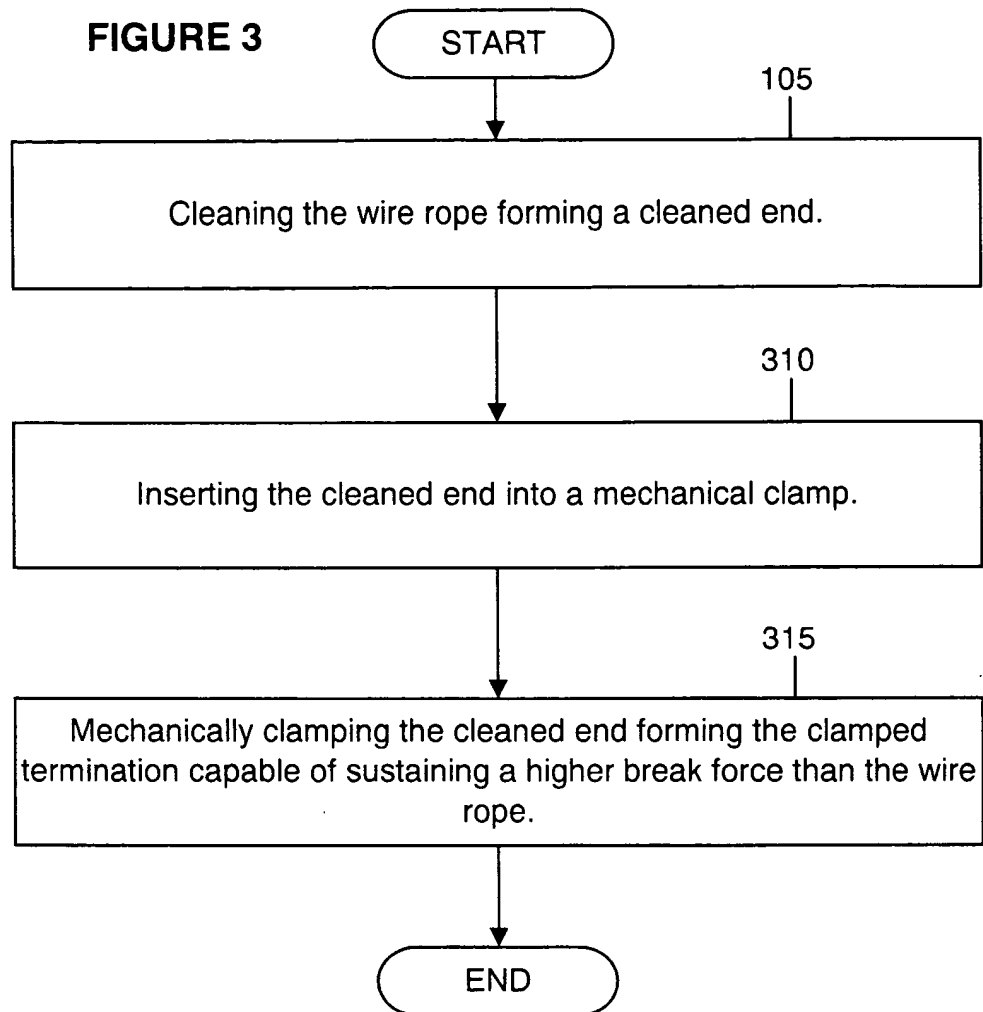 FIGURE 3
START
105
Cleaning the wire rope forming a cleaned end.
310
Inserting the cleaned end into a mechanical clamp.
315
Mechanically clamping the cleaned end forming the clamped
termination capable of sustaining a higher break force than the wire
rope.
END